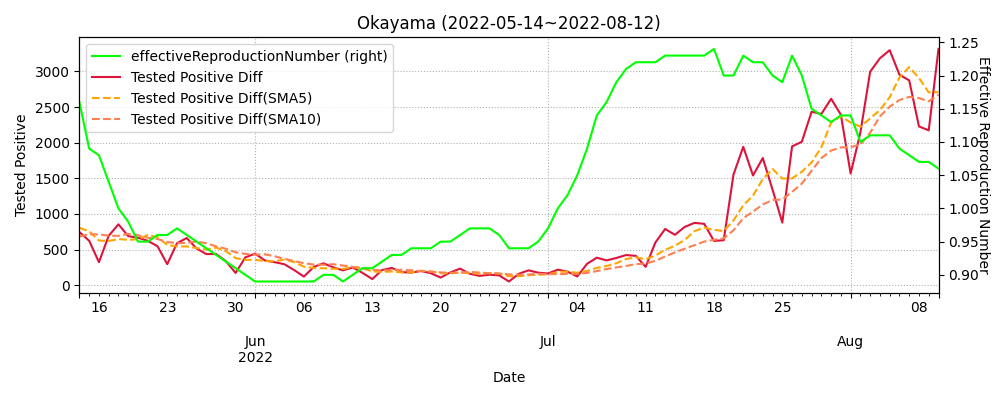 Okayama (2022-05-14~2022-08-12)
effectiveReproductionNumber (right)
Tested Positive Diff
Tested Positive Diff(SMA5)
Tested Positive Diff(SMA10)
Tested Positive
3000
2500
2000
1500
1000
500
0
1.25
1.20
1.15
1.10
1.05
1.00
0.95
0.90
Effective Reproduction Number
16 23 30 06 13 20 27 04 11 18 25 08
Jun Jul Aug
2022
Date